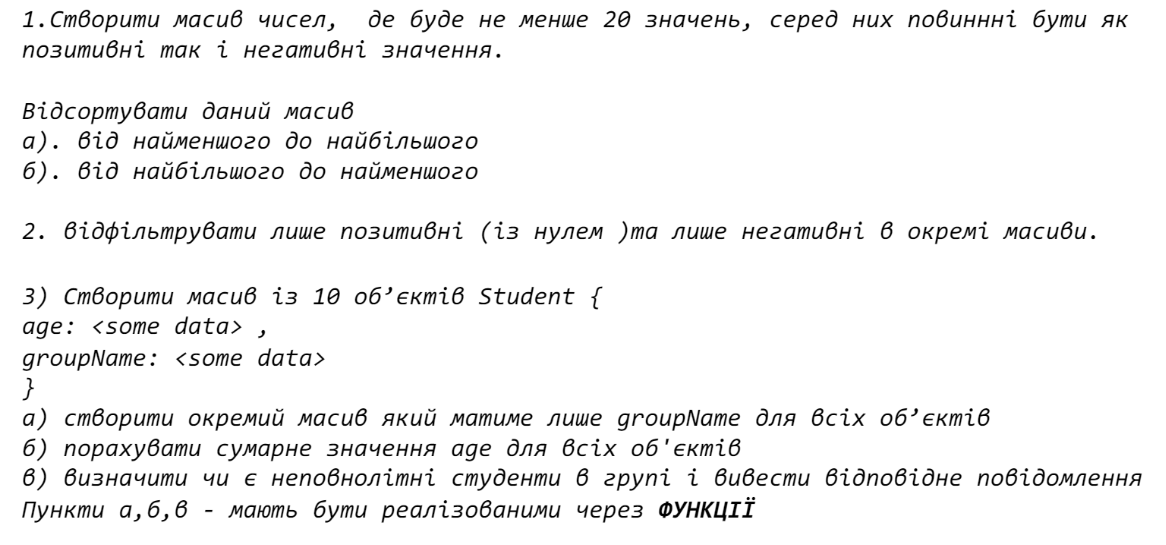 1.Створити масив чисел,  де буде не менше 20 значень, серед них повиннні бути як
позитивні так і негативні значення.
Відсортувати даний масив
а). від найменшого до найбільшого
б). від найбільшого до найменшого
2. відфільтрувати лише позитивні (із нулем )та лише негативні в окремі масиви.
3) Створити масив із 10 об’єктів Student {
age: <some data> ,
groupName: <some data>
}
а) створити окремий масив який матиме лише groupName для всіх об’єктів
б) порахувати сумарне значення age для всіх об'єктів
в) визначити чи є неповнолітні студенти в групі і вивести відповідне повідомлення
Пункти а,б,в - мають бути реалізованими через ФУНКЦІЇ